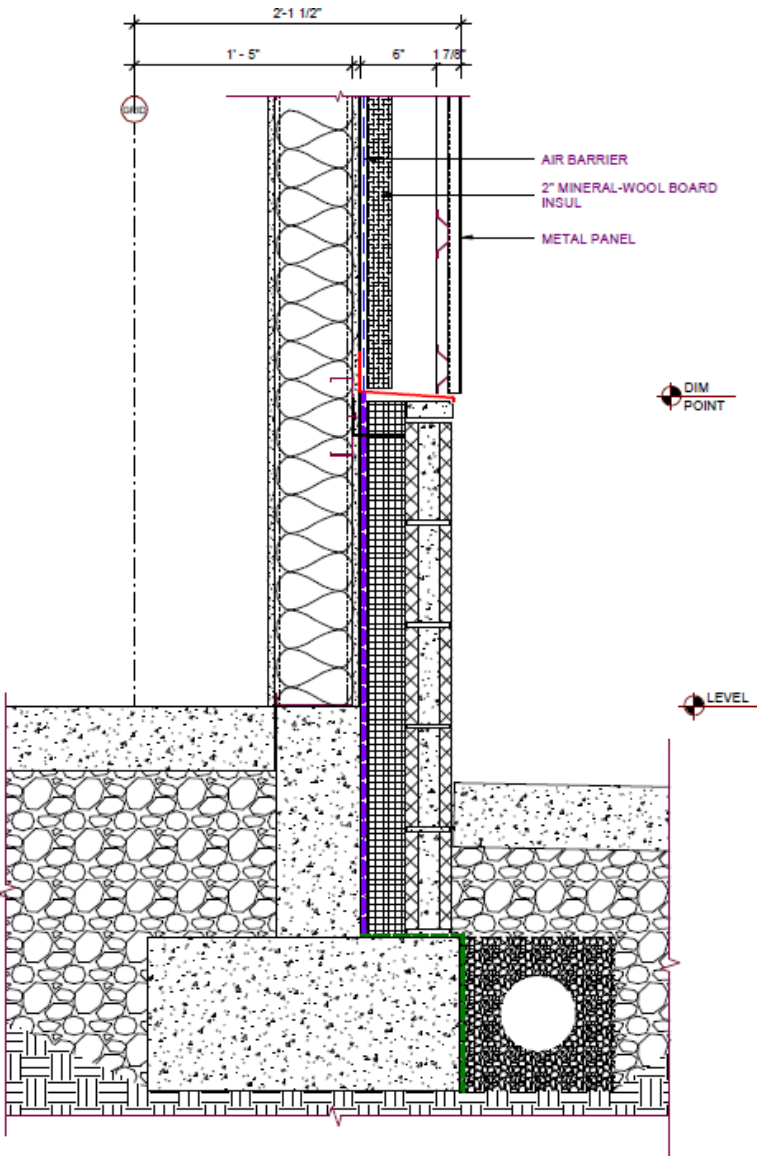 2'-1 1/2"
1' - 5"
6"
1 7/8"
GRID
AIR BARRIER
2" MINERAL-WOOL BOARD
INSUL
METAL PANEL
DIM
POINT
LEVEL